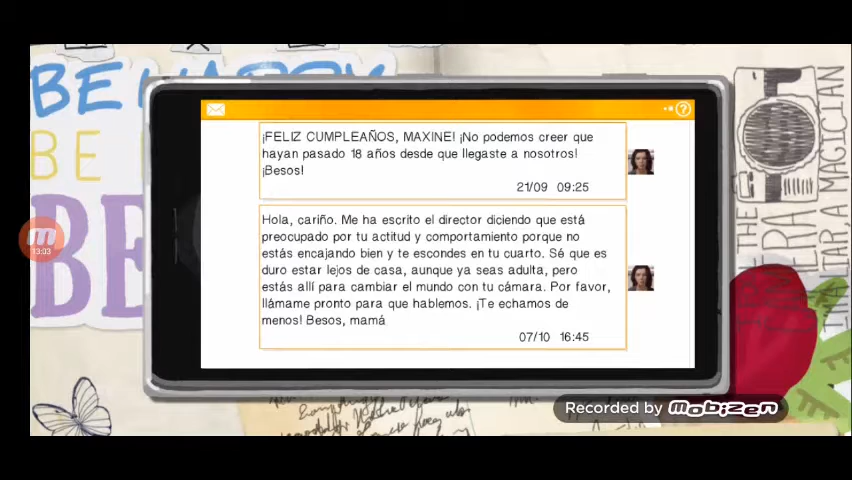 BE HAPPY
BE
BE
¡FELIZ CUMPLEAÑOS, MAXINE! ¡No podemos creer que
hayan pasado 18 años desde que llegaste a nosotros!
¡Besos!
21/09 09:25
Hola, cariño. Me ha escrito el director diciendo que está
preocupado por tu actitud y comportamiento porque no
estás encajando bien y te escondes en tu cuarto. Sé que es
duro estar lejos de casa, aunque ya seas adulta, pero
estás allí para cambiar el mundo con tu cámara. Por favor,
llámame pronto para que hablemos. ¡Te echamos de
menos! Besos, mamá
07/10 16:45
13:03
THE
CAMERA
A MAGICIAN
Recorded by Mobizen